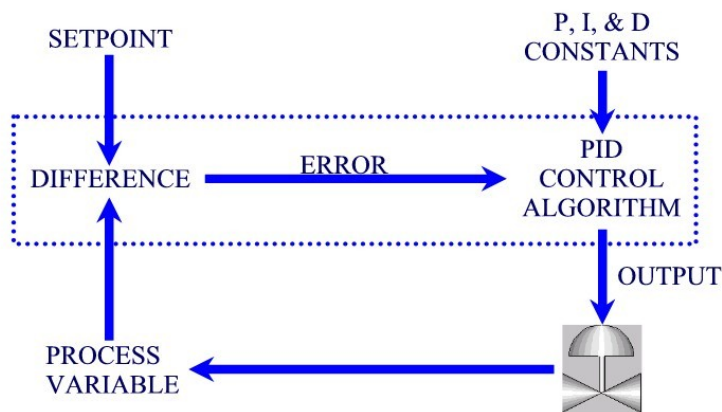 SETPOINT
P, I, & D
CONSTANTS
DIFFERENCE
ERROR
PID
CONTROL
ALGORITHM
OUTPUT
PROCESS
VARIABLE